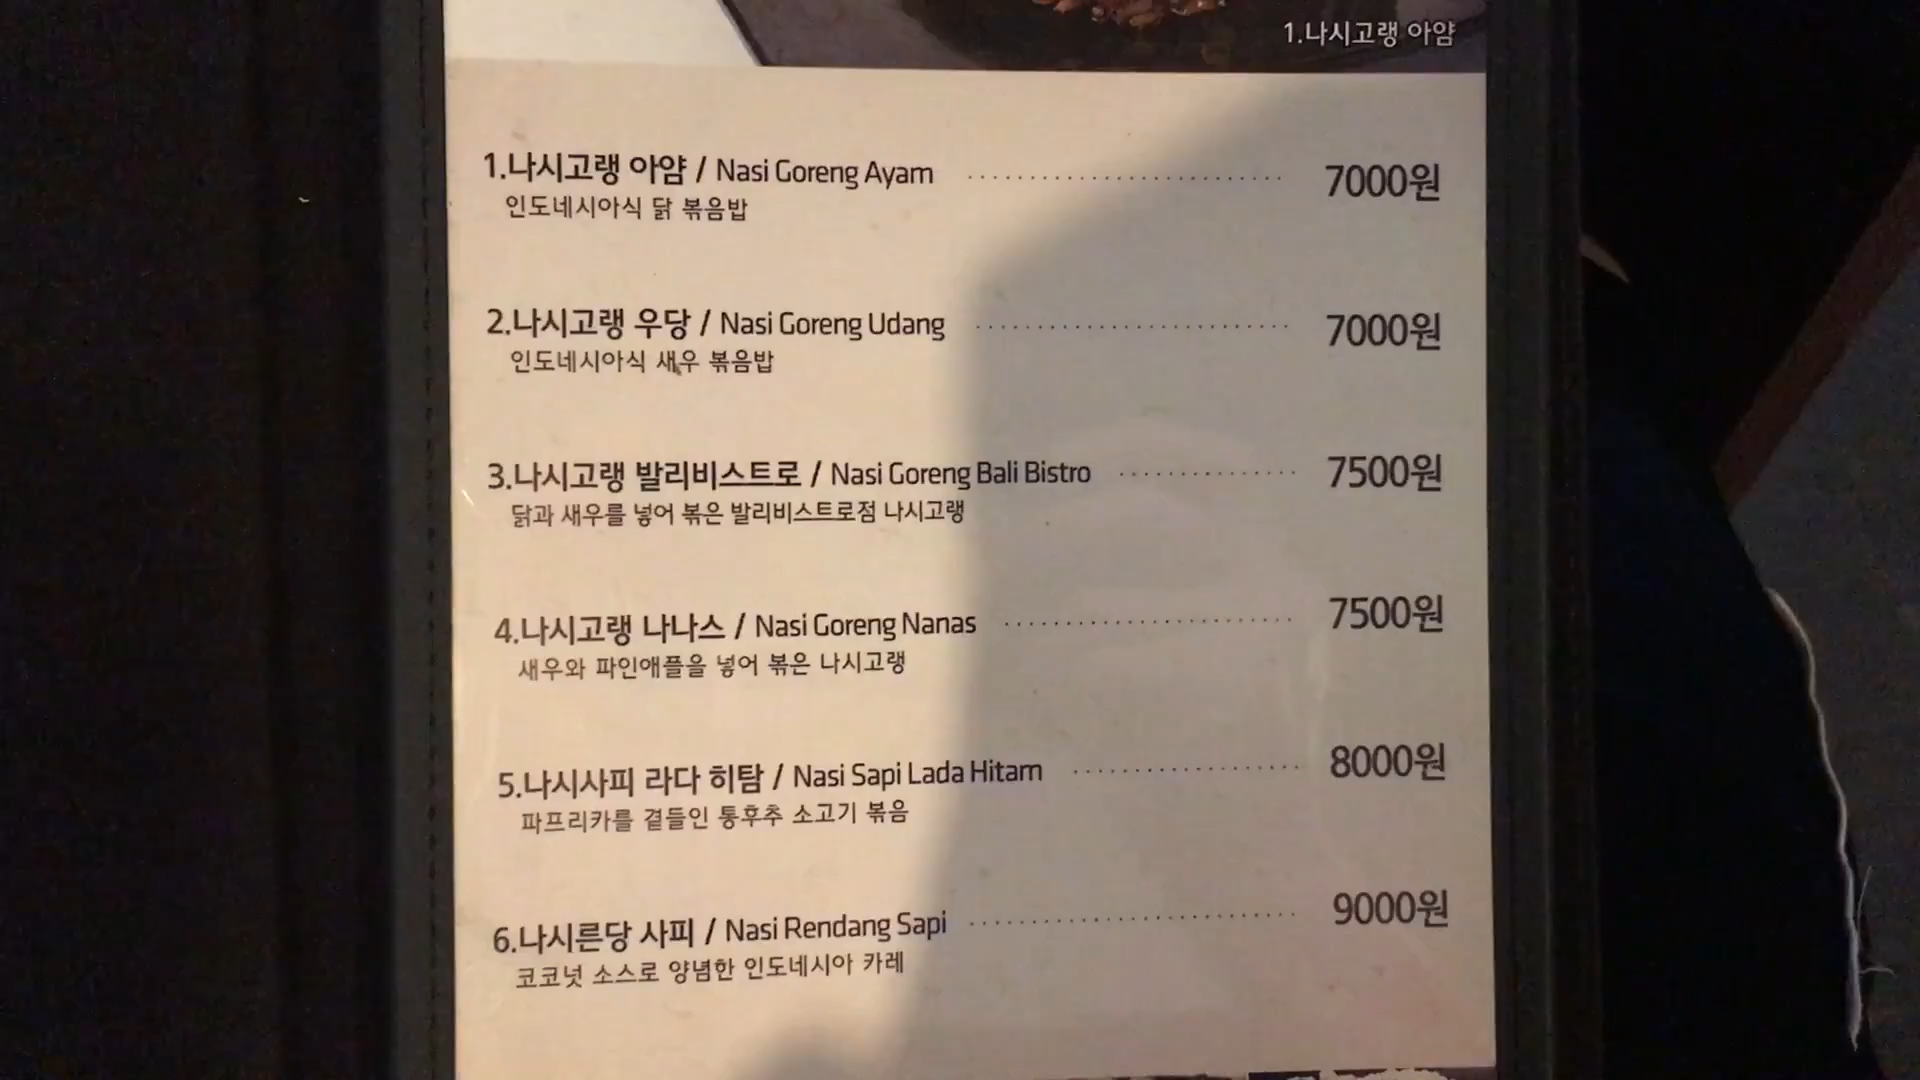 1.나시고랭 아얌
1.나시고랭 아얌 / Nasi Goreng Ayam ........................... 7000원
인도네시아식 닭 볶음밥
2.나시고랭 우당 / Nasi Goreng Udang ........................... 7000원
인도네시아식 새우 볶음밥
3.나시고랭 발리비스트로 / Nasi Goreng Bali Bistro ................ 7500원
닭과 새우를 넣어 볶은 발리비스트로점 나시고랭
4.나시고랭 나나스 / Nasi Goreng Nanas ......................... 7500원
새우와 파인애플을 넣어 볶은 나시고랭
5.나시사피 라다 히탐 / Nasi Sapi Lada Hitam ..................... 8000원
파프리카를 곁들인 통후추 소고기 볶음
6.나시른당 사피 / Nasi Rendang Sapi ............................ 9000원
코코넛 소스로 양념한 인도네시아 카레